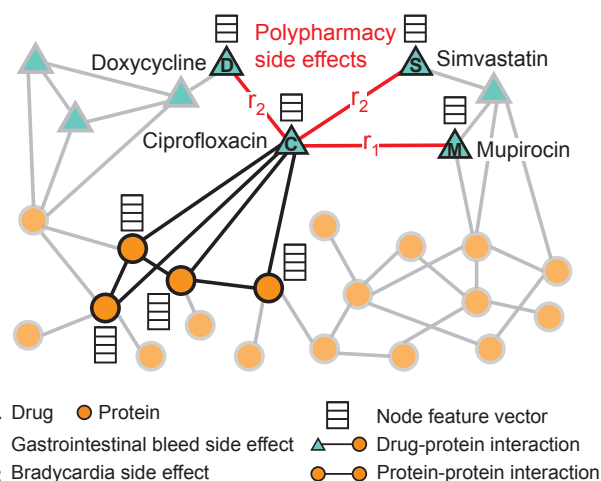 Polypharmacy
side effects
Doxycycline
D
S
Simvastatin
r2
r2
Ciprofloxacin
C
r1
M
Mupirocin
Drug
Protein
Node feature vector
Gastrointestinal bleed side effect
Drug-protein interaction
Bradycardia side effect
Protein-protein interaction